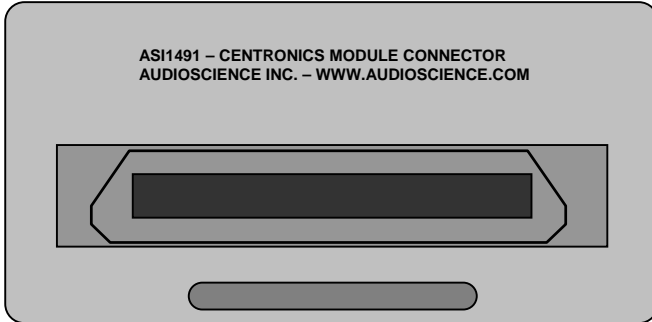 ASI1491 – CENTRONICS MODULE CONNECTOR
AUDIOSCIENCE INC. – WWW.AUDIOSCIENCE.COM